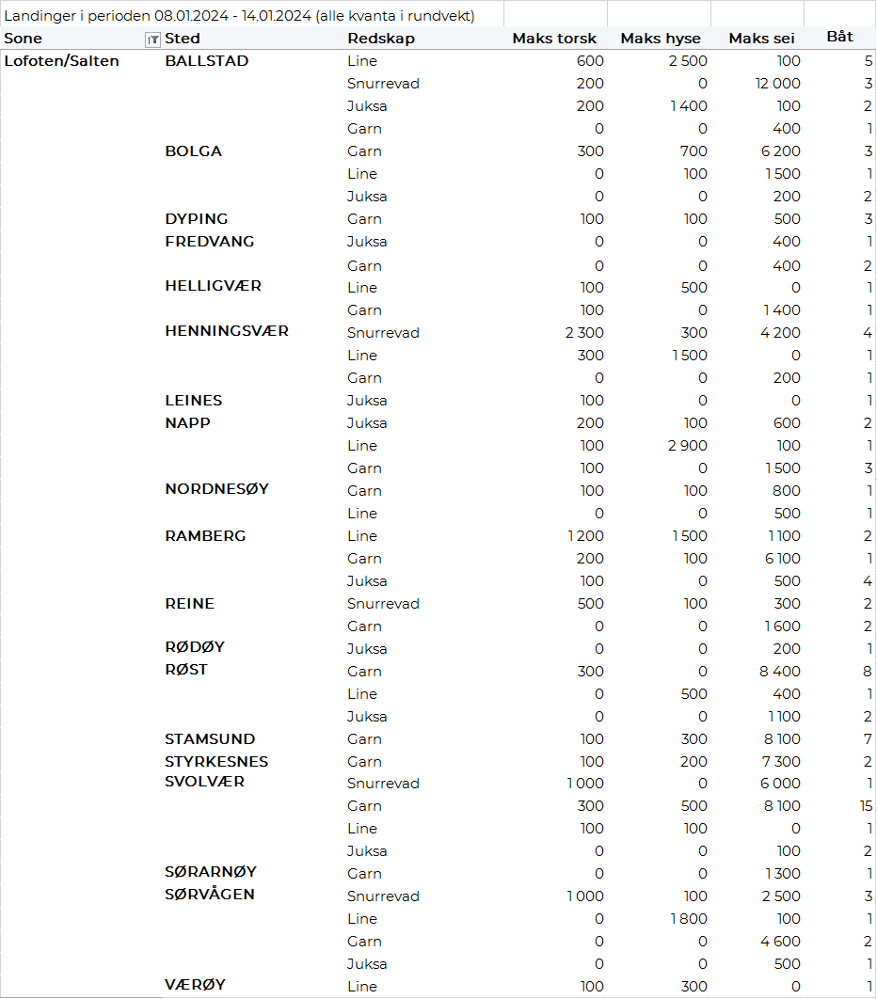 Landinger i perioden 08.01.2024 - 14.01.2024 (alle kvanta i rundvekt)
Sone Sted Redskap Maks torsk Maks hyse Maks sei Båt
Lofoten/Salten BALLSTAD Line 600 2 500 100 5
Snurrevad 200 0 12 000 3
Juksa 200 1 400 100 2
Garn 0 0 400 1
BOLGA Garn 300 700 6 200 3
Line 0 100 1 500 1
Juksa 0 0 200 2
DYPING Garn 100 100 500 3
FREDVANG Juksa 0 0 400 1
Garn 0 0 400 2
HELLIGVÆR Line 100 500 0 1
Garn 100 0 1 400 1
HENNINGSVÆR Snurrevad 2 300 300 4 200 4
Line 300 1 500 0 1
Garn 0 0 200 1
LEINES Juksa 100 0 0 1
NAPP Juksa 200 100 600 2
Line 100 2 900 100 1
Garn 100 0 1 500 3
NORDNESØY Garn 100 100 800 1
Line 0 0 500 1
RAMBERG Line 1 200 1 500 1 100 2
Garn 200 100 6 100 1
Juksa 100 0 500 4
REINE Snurrevad 500 100 300 2
Garn 0 0 1 600 2
RØDØY Juksa 0 0 200 1
RØST Garn 300 0 8 400 8
Line 0 500 400 1
Juksa 0 0 1 100 2
STAMSUND Garn 100 300 8 100 7
STYRKESNES Garn 100 200 7 300 2
SVOLVÆR Snurrevad 1 000 0 6 000 1
Garn 300 500 8 100 15
Line 100 100 0 1
Juksa 0 0 100 2
SØRARNØY Garn 0 0 1 300 1
SØRVÅGEN Snurrevad 1 000 100 2 500 3
Line 0 1 800 100 1
Garn 0 0 4 600 2
Juksa 0 0 500 1
VÆRØY Line 100 300 0 1